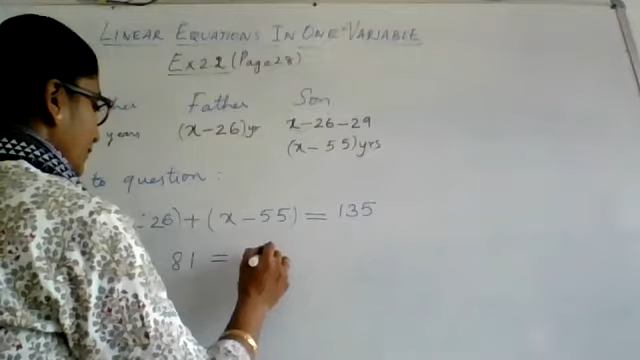 LINEAR EQUATIONS IN ONE VARIABLE
Ex 2.2 (Page 28)
Father Son
years (x-26)yr x-26-29
(x-55)yrs
to question :
26) + (x-55) = 135
81 =